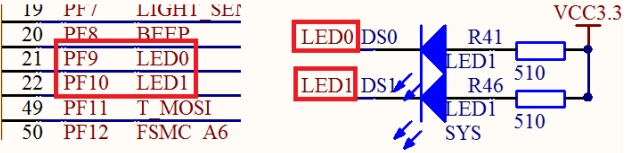 19 PF7 LIGHT_SEN
20 PF8 BEEP
21 PF9 LED0
22 PF10 LED1
49 PF11 T_MOSI
50 PF12 FSMC_A6
VCC3.3
LED0 DS0 R41
LED1 510
LED1 DS1 R46
LED1 510
SYS